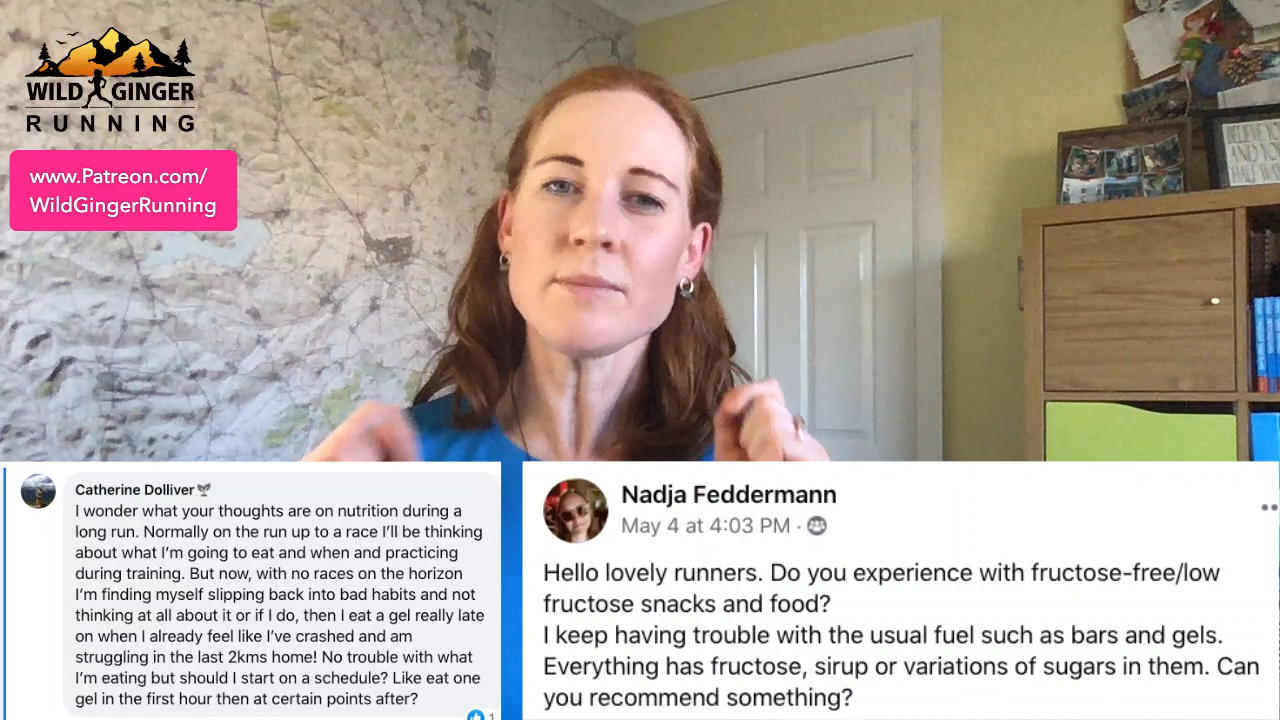 WILD GINGER
RUNNING
www.Patreon.com/
WildGingerRunning
Catherine Dolliver
I wonder what your thoughts are on nutrition during a
long run. Normally on the run up to a race I'll be thinking
about what I'm going to eat and when and practicing
during training. But now, with no races on the horizon
I'm finding myself slipping back into bad habits and not
thinking at all about it or if I do, then I eat a gel really late
on when I already feel like I've crashed and am
struggling in the last 2kms home! No trouble with what
I'm eating but should I start on a schedule? Like eat one
gel in the first hour then at certain points after?
1
Nadja Feddermann
May 4 at 4:03 PM ·
Hello lovely runners. Do you experience with fructose-free/low
fructose snacks and food?
I keep having trouble with the usual fuel such as bars and gels.
Everything has fructose, sirup or variations of sugars in them. Can
you recommend something?